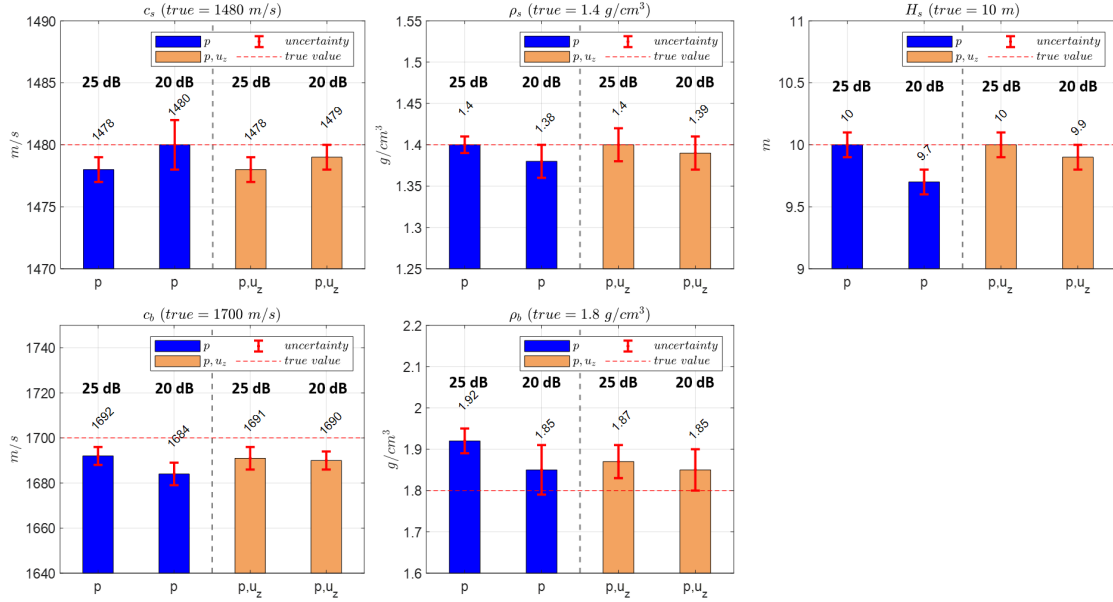 c_s (true = 1480 m/s)
1490
1485
1480
1475
1470
m/s
p
uncertainty
p, u_z
true value
25 dB
20 dB
25 dB
20 dB
1478
1480
1478
1479
p
p
p,u_z
p,u_z
ρ_s (true = 1.4 g/cm³)
1.55
1.5
1.45
1.4
1.35
1.3
1.25
g/cm³
p
uncertainty
p, u_z
true value
25 dB
20 dB
25 dB
20 dB
1.4
1.38
1.4
1.39
p
p
p,u_z
p,u_z
H_s (true = 10 m)
11
10.5
10
9.5
9
m
p
uncertainty
p, u_z
true value
25 dB
20 dB
25 dB
20 dB
10
9.7
10
9.9
p
p
p,u_z
p,u_z
c_b (true = 1700 m/s)
1740
1720
1700
1680
1660
1640
m/s
p
uncertainty
p, u_z
true value
25 dB
20 dB
25 dB
20 dB
1692
1684
1691
1690
p
p
p,u_z
p,u_z
ρ_b (true = 1.8 g/cm³)
2.2
2.1
2
1.9
1.8
1.7
1.6
g/cm³
p
uncertainty
p, u_z
true value
25 dB
20 dB
25 dB
20 dB
1.92
1.85
1.87
1.85
p
p
p,u_z
p,u_z